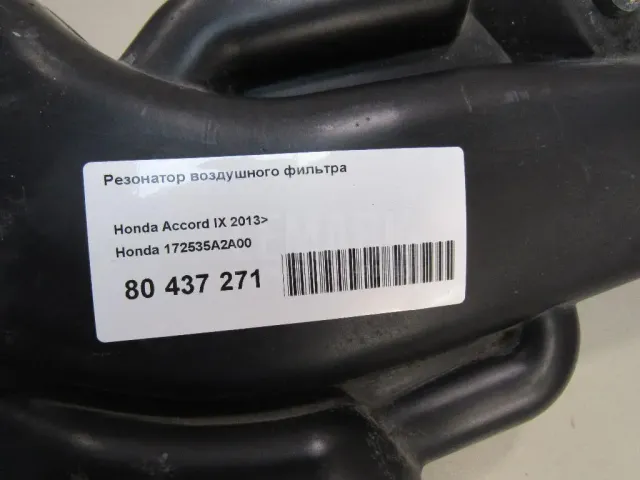 Резонатор воздушного фильтра
Honda Accord IX 2013>
Honda 172535A2A00
80 437 271